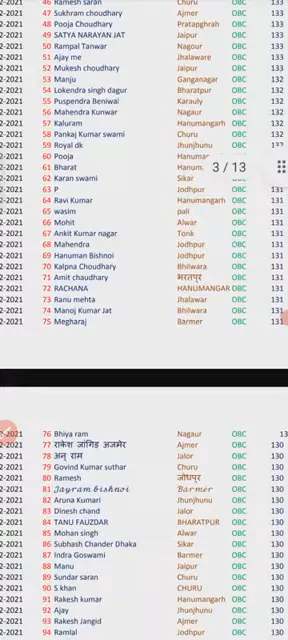 2-2021 46 Ramesh saran Churu OBC 133
2-2021 47 Sukhram choudhary Ajmer OBC 133
2-2021 48 Pooja Choudhary Pratapghrah OBC 133
2-2021 49 SATYA NARAYAN JAT Jaipur OBC 133
2-2021 50 Rampal Tanwar Nagour OBC 133
2-2021 51 Ajay me Jhalaware OBC 133
2-2021 52 Mukesh choudhary Jaipur OBC 133
2-2021 53 Manju Ganganagar OBC 132
2-2021 54 Lokendra singh dagur Bharatpur OBC 132
2-2021 55 Puspendra Beniwal Karauly OBC 132
2-2021 56 Mahendra Kunwar Nagaur OBC 132
2-2021 57 Kaluram Hanumangarh OBC 132
2-2021 58 Pankaj Kumar swami Churu OBC 132
2-2021 59 Royal dk Jhunjhunu OBC
2-2021 60 Pooja Hanumar
2-2021 61 Bharat Hanum. 3 / 13
2-2021 62 Karan swami Sikar
2-2021 63 P Jodhpur OBC 131
2-2021 64 Ravi Kumar Hanumangarh OBC 131
2-2021 65 wasim pali OBC 131
2-2021 66 Mohit Alwar OBC 131
2-2021 67 Ankit Kumar nagar Tonk OBC 131
2-2021 68 Mahendra Jodhpur OBC 131
2-2021 69 Hanuman Bishnoi Jodhpur OBC 131
2-2021 70 Kalpna Choudhary Bhilwara OBC 131
2-2021 71 Amit chaudhary भरतपुर OBC 131
2-2021 72 RACHANA HANUMANGAR OBC 131
2-2021 73 Ranu mehta Jhalawar OBC 131
2-2021 74 Manoj Kumar Jat Bhilwara OBC 131
2-2021 75 Megharaj Barmer OBC 131
2-2021 76 Bhiya ram Nagaur OBC 13
2-2021 77 राकेश जांगिड अजमेर Ajmer OBC 130
2-2021 78 अनु राम Jalor OBC 130
2-2021 79 Govind Kumar suthar Churu OBC 130
2-2021 80 Ramesh जोधपुर OBC 130
2-2021 81 𝓙𝓪𝔂𝓻𝓪𝓶 𝓫𝓲𝓼𝓱𝓷𝓸𝓲 𝓑𝓪𝓻𝓶𝓮𝓻 OBC 130
2-2021 82 Aruna Kumari Jhunjhunu OBC 130
2-2021 83 Dinesh chand Jalor OBC 130
2-2021 84 TANU FAUZDAR BHARATPUR OBC 130
2-2021 85 Mohan singh Alwar OBC 130
2-2021 86 Subhash Chander Dhaka Sikar OBC 130
2-2021 87 Indra Goswami Barmer OBC 130
2-2021 88 Manu Jaipur OBC 130
2-2021 89 Sundar saran Churu OBC 130
2-2021 90 S khan CHURU OBC 130
2-2021 91 Rakesh kumar Hanumangarh OBC 130
2-2021 92 Ajay Jhunjhunu OBC 130
2-2021 93 Rakesh Jangid Ajmer OBC 130
2-2021 94 Ramlal Jodhpur OBC 130